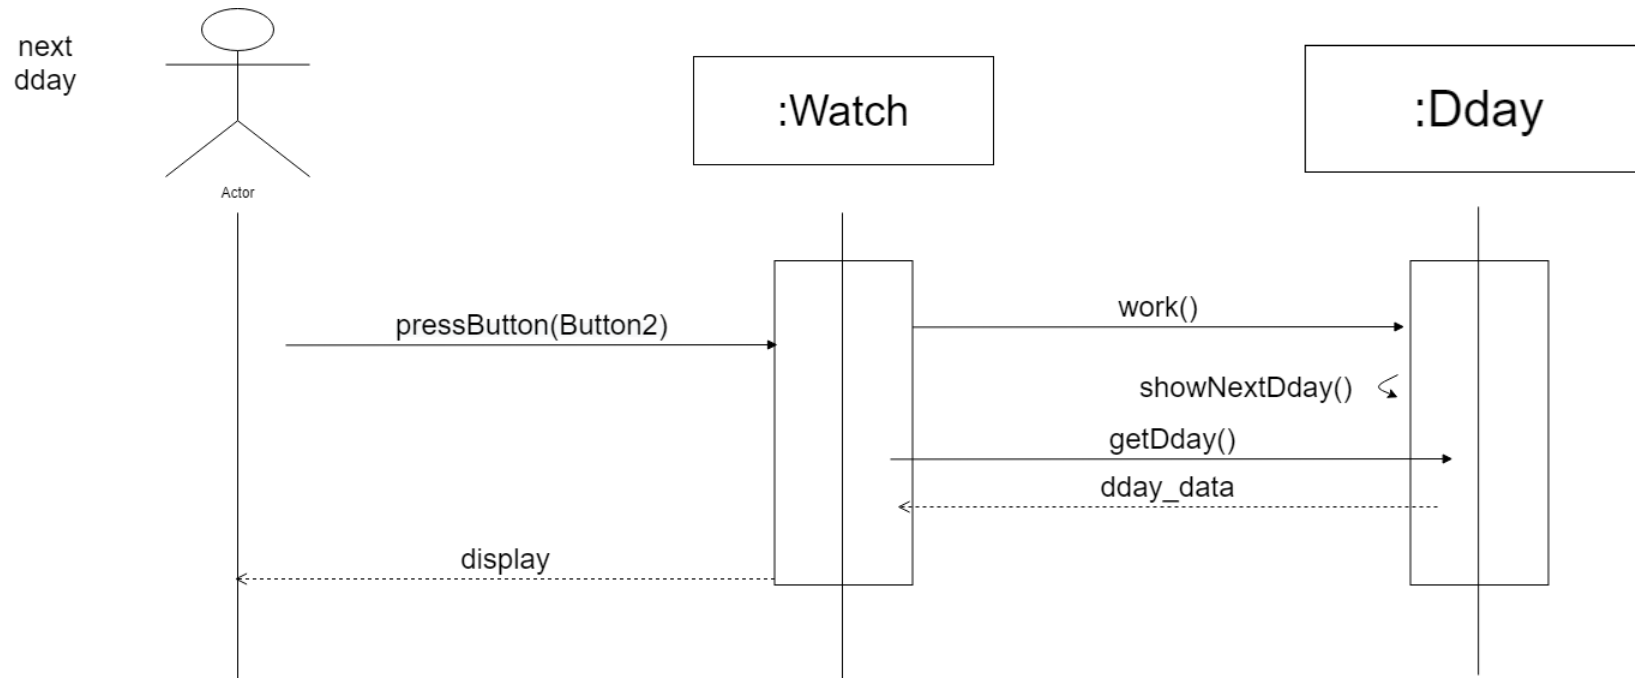 next
dday
Actor
:Watch
:Dday
pressButton(Button2)
work()
showNextDday()
getDday()
dday_data
display